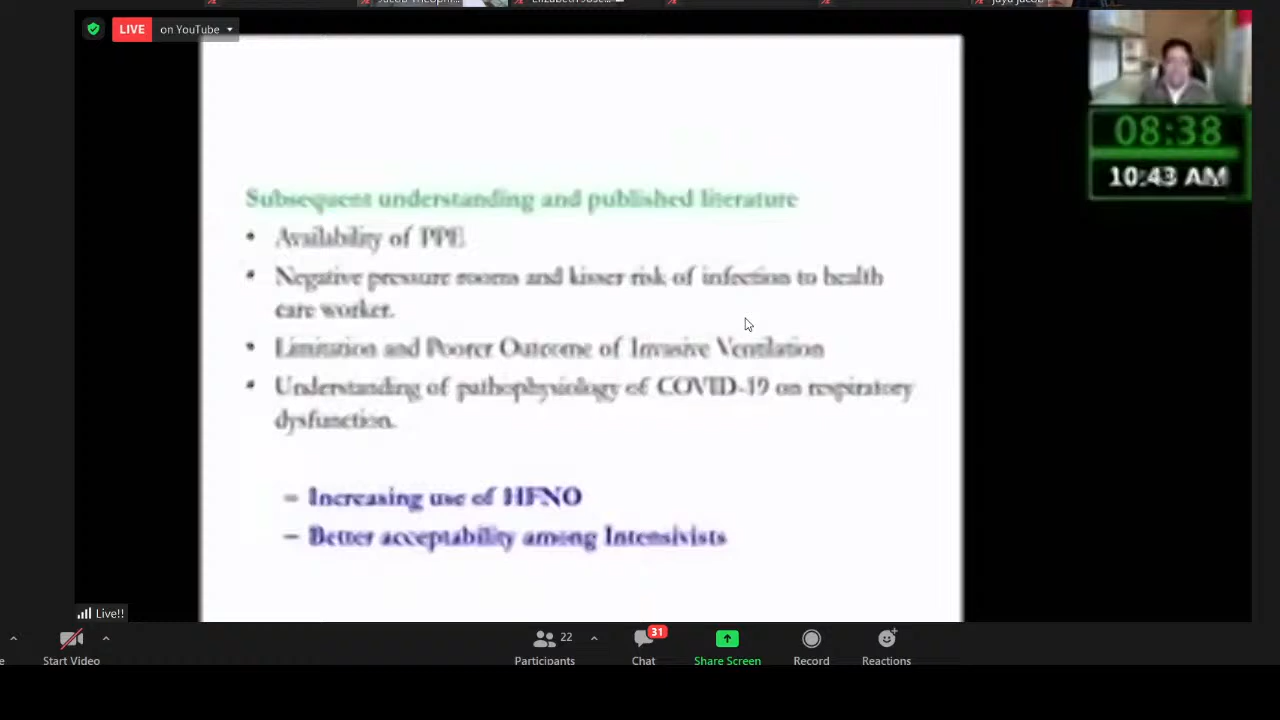 LIVE on YouTube
08:38
10:43 AM
Subsequent understanding and published literature
• Availability of PPE
• Negative pressure rooms and kisser risk of infection to health
care worker.
• Limitation and Poorer Outcome of Invasive Ventilation
• Understanding of pathophysiology of COVID-19 on respiratory
dysfunction.
– Increasing use of HFNO
– Better acceptability among Intensivists
Live!!
22
31
Start Video
Participants
Chat
Share Screen
Record
Reactions